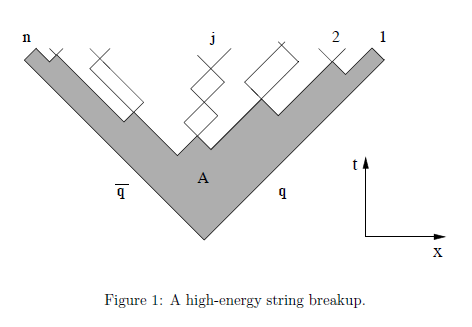 n j 2 1
A
q̅ q
t
x
Figure 1: A high-energy string breakup.